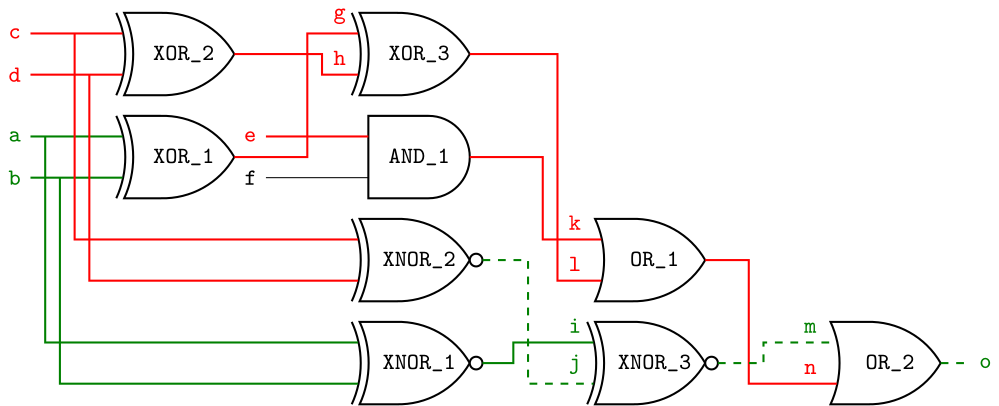 c XOR_2 g XOR_3
d h
a XOR_1 e AND_1
b f
XNOR_2 k OR_1
l
XNOR_1 i XNOR_3 m OR_2 o
j n